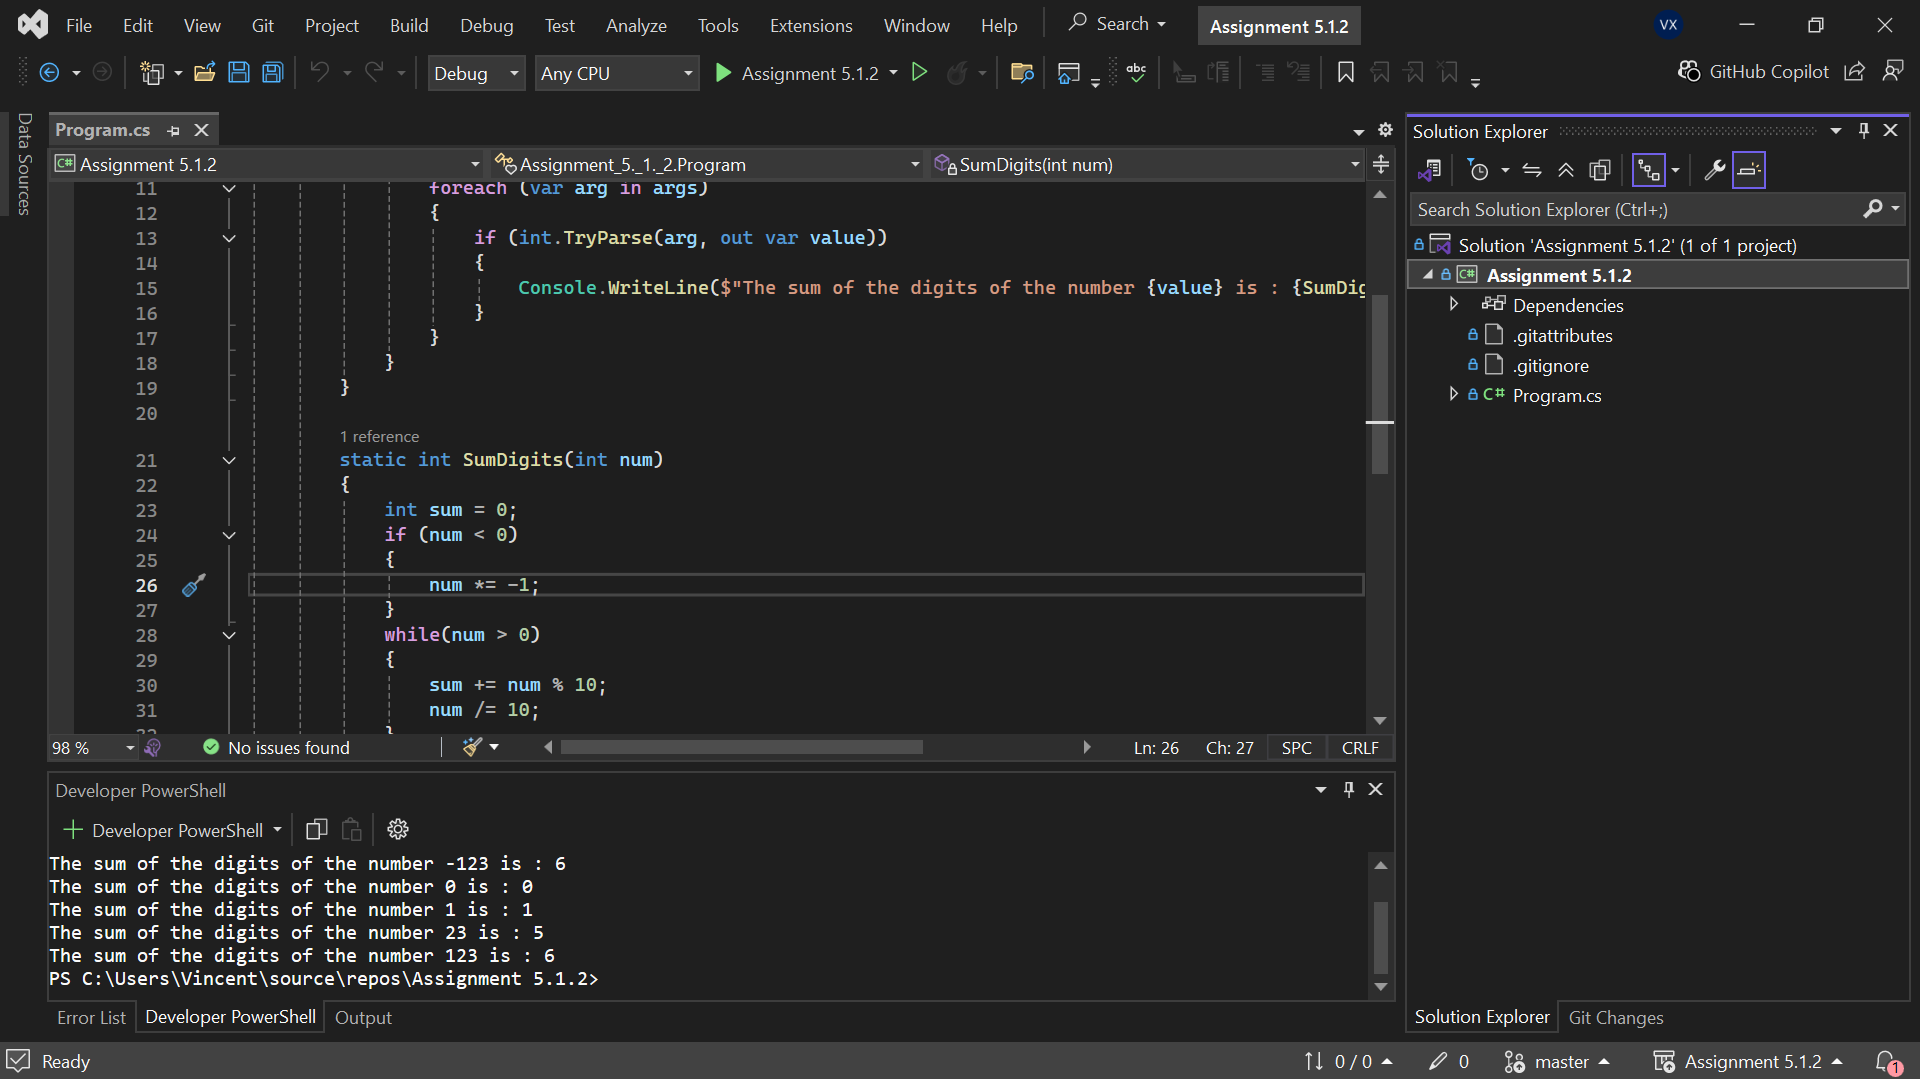 File Edit View Git Project Build Debug Test Analyze Tools Extensions Window Help Search Assignment 5.1.2 VX
Debug Any CPU Assignment 5.1.2 abc GitHub Copilot
Data Sources
Program.cs
C# Assignment 5.1.2 Assignment_5._1._2.Program SumDigits(int num)
11 foreach (var arg in args)
12 {
13 if (int.TryParse(arg, out var value))
14 {
15 Console.WriteLine($"The sum of the digits of the number {value} is : {SumDig
16 }
17 }
18 }
19 }
20
1 reference
21 static int SumDigits(int num)
22 {
23 int sum = 0;
24 if (num < 0)
25 {
26 num *= -1;
27 }
28 while(num > 0)
29 {
30 sum += num % 10;
31 num /= 10;
98 % No issues found Ln: 26 Ch: 27 SPC CRLF
Developer PowerShell
Developer PowerShell
The sum of the digits of the number -123 is : 6
The sum of the digits of the number 0 is : 0
The sum of the digits of the number 1 is : 1
The sum of the digits of the number 23 is : 5
The sum of the digits of the number 123 is : 6
PS C:\Users\Vincent\source\repos\Assignment 5.1.2>
Error List Developer PowerShell Output
Solution Explorer
Search Solution Explorer (Ctrl+;)
Solution 'Assignment 5.1.2' (1 of 1 project)
C# Assignment 5.1.2
Dependencies
.gitattributes
.gitignore
C# Program.cs
Solution Explorer Git Changes
Ready 0 / 0 0 master Assignment 5.1.2 1